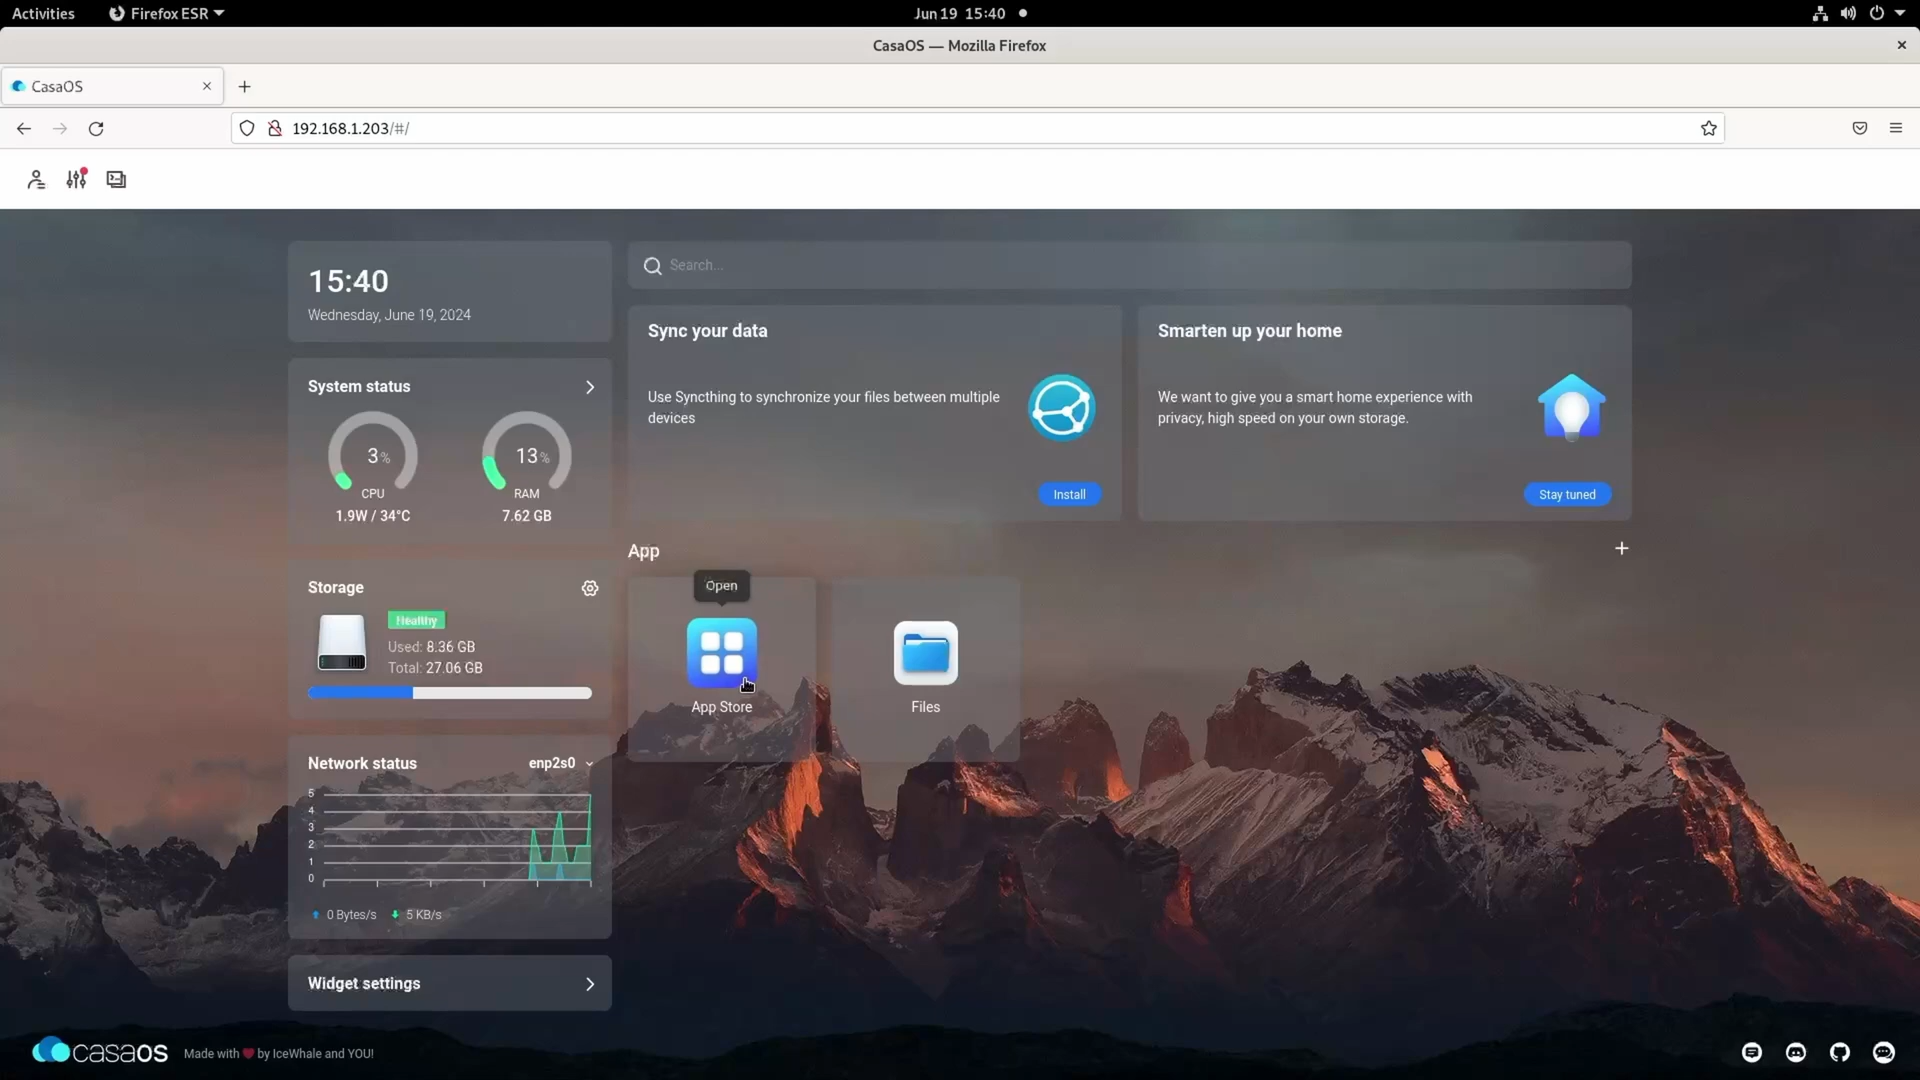 Activities
Firefox ESR
Jun 19 15:40
CasaOS — Mozilla Firefox
CasaOS
192.168.1.203/#/
15:40
Wednesday, June 19, 2024
Search...
System status
3%
CPU
1.9W / 34°C
13%
RAM
7.62 GB
Sync your data
Use Syncthing to synchronize your files between multiple
devices
Install
Smarten up your home
We want to give you a smart home experience with
privacy, high speed on your own storage.
Stay tuned
Storage
Healthy
Used: 8.36 GB
Total: 27.06 GB
App
Open
App Store
Files
Network status
enp2s0
5
4
3
2
1
0
0 Bytes/s
5 KB/s
Widget settings
casaOS
Made with ❤ by IceWhale and YOU!